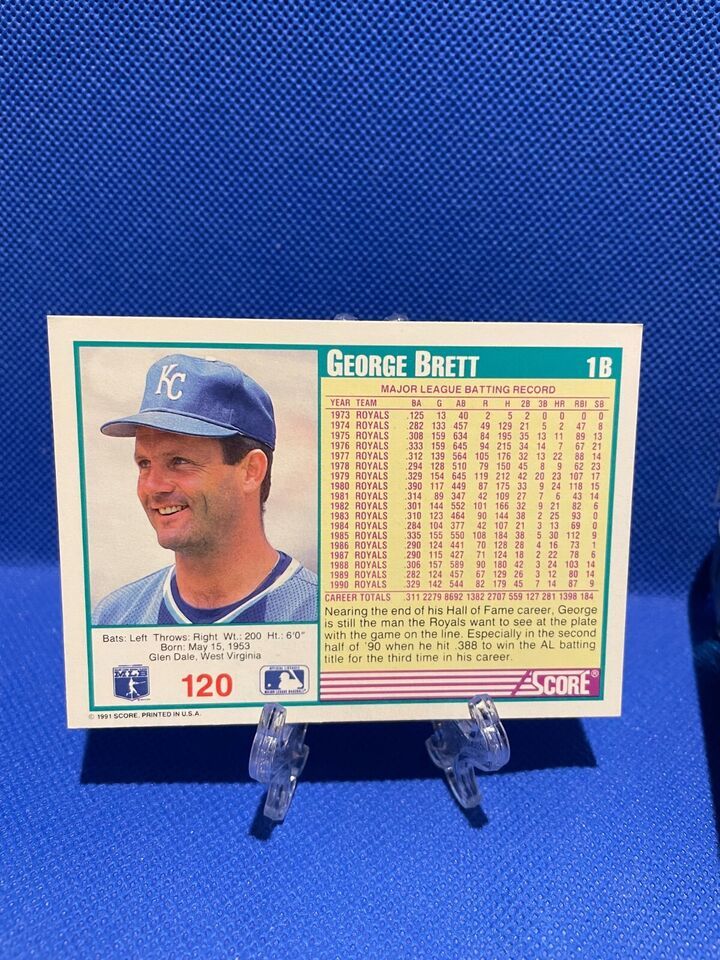 KC
GEORGE BRETT 1B
MAJOR LEAGUE BATTING RECORD
YEAR TEAM BA G AB R H 2B 3B HR RBI SB
1973 ROYALS .125 13 40 2 5 2 0 0 0 0
1974 ROYALS .282 133 457 49 129 21 5 2 47 8
1975 ROYALS .308 159 634 84 195 35 13 11 89 13
1976 ROYALS .333 159 645 94 215 34 14 7 67 21
1977 ROYALS .312 139 564 105 176 32 13 22 88 14
1978 ROYALS .294 128 510 79 150 45 8 9 62 23
1979 ROYALS .329 154 645 119 212 42 20 23 107 17
1980 ROYALS .390 117 449 87 175 33 9 24 118 15
1981 ROYALS .314 89 347 42 109 27 7 6 43 14
1982 ROYALS .301 144 552 101 166 32 9 21 82 6
1983 ROYALS .310 123 464 90 144 38 2 25 93 0
1984 ROYALS .284 104 377 42 107 21 3 13 69 0
1985 ROYALS .335 155 550 108 184 38 5 30 112 9
1986 ROYALS .290 124 441 70 128 28 4 16 73 1
1987 ROYALS .290 115 427 71 124 18 2 22 78 6
1988 ROYALS .306 157 589 90 180 42 3 24 103 14
1989 ROYALS .282 124 457 67 129 26 3 12 80 14
1990 ROYALS .329 142 544 82 179 45 7 14 87 9
CAREER TOTALS .311 2279 8692 1382 2707 559 127 281 1398 184
Nearing the end of his Hall of Fame career, George
is still the man the Royals want to see at the plate
with the game on the line. Especially in the second
half of '90 when he hit .388 to win the AL batting
title for the third time in his career.
SCORE®
Bats: Left Throws: Right Wt.: 200 Ht.: 6'0"
Born: May 15, 1953
Glen Dale, West Virginia
120
© 1991 SCORE. PRINTED IN U.S.A.